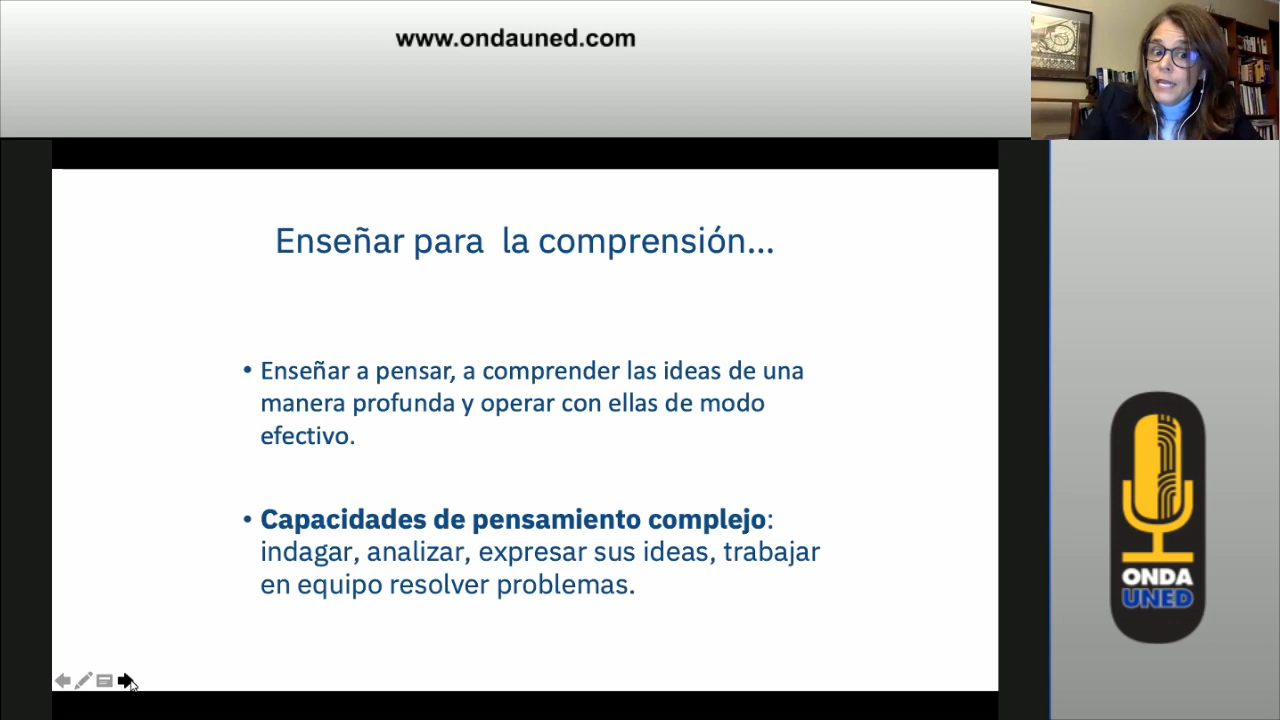 www.ondauned.com
Enseñar para la comprensión...
• Enseñar a pensar, a comprender las ideas de una
manera profunda y operar con ellas de modo
efectivo.
• Capacidades de pensamiento complejo:
indagar, analizar, expresar sus ideas, trabajar
en equipo resolver problemas.
ONDA
UNED